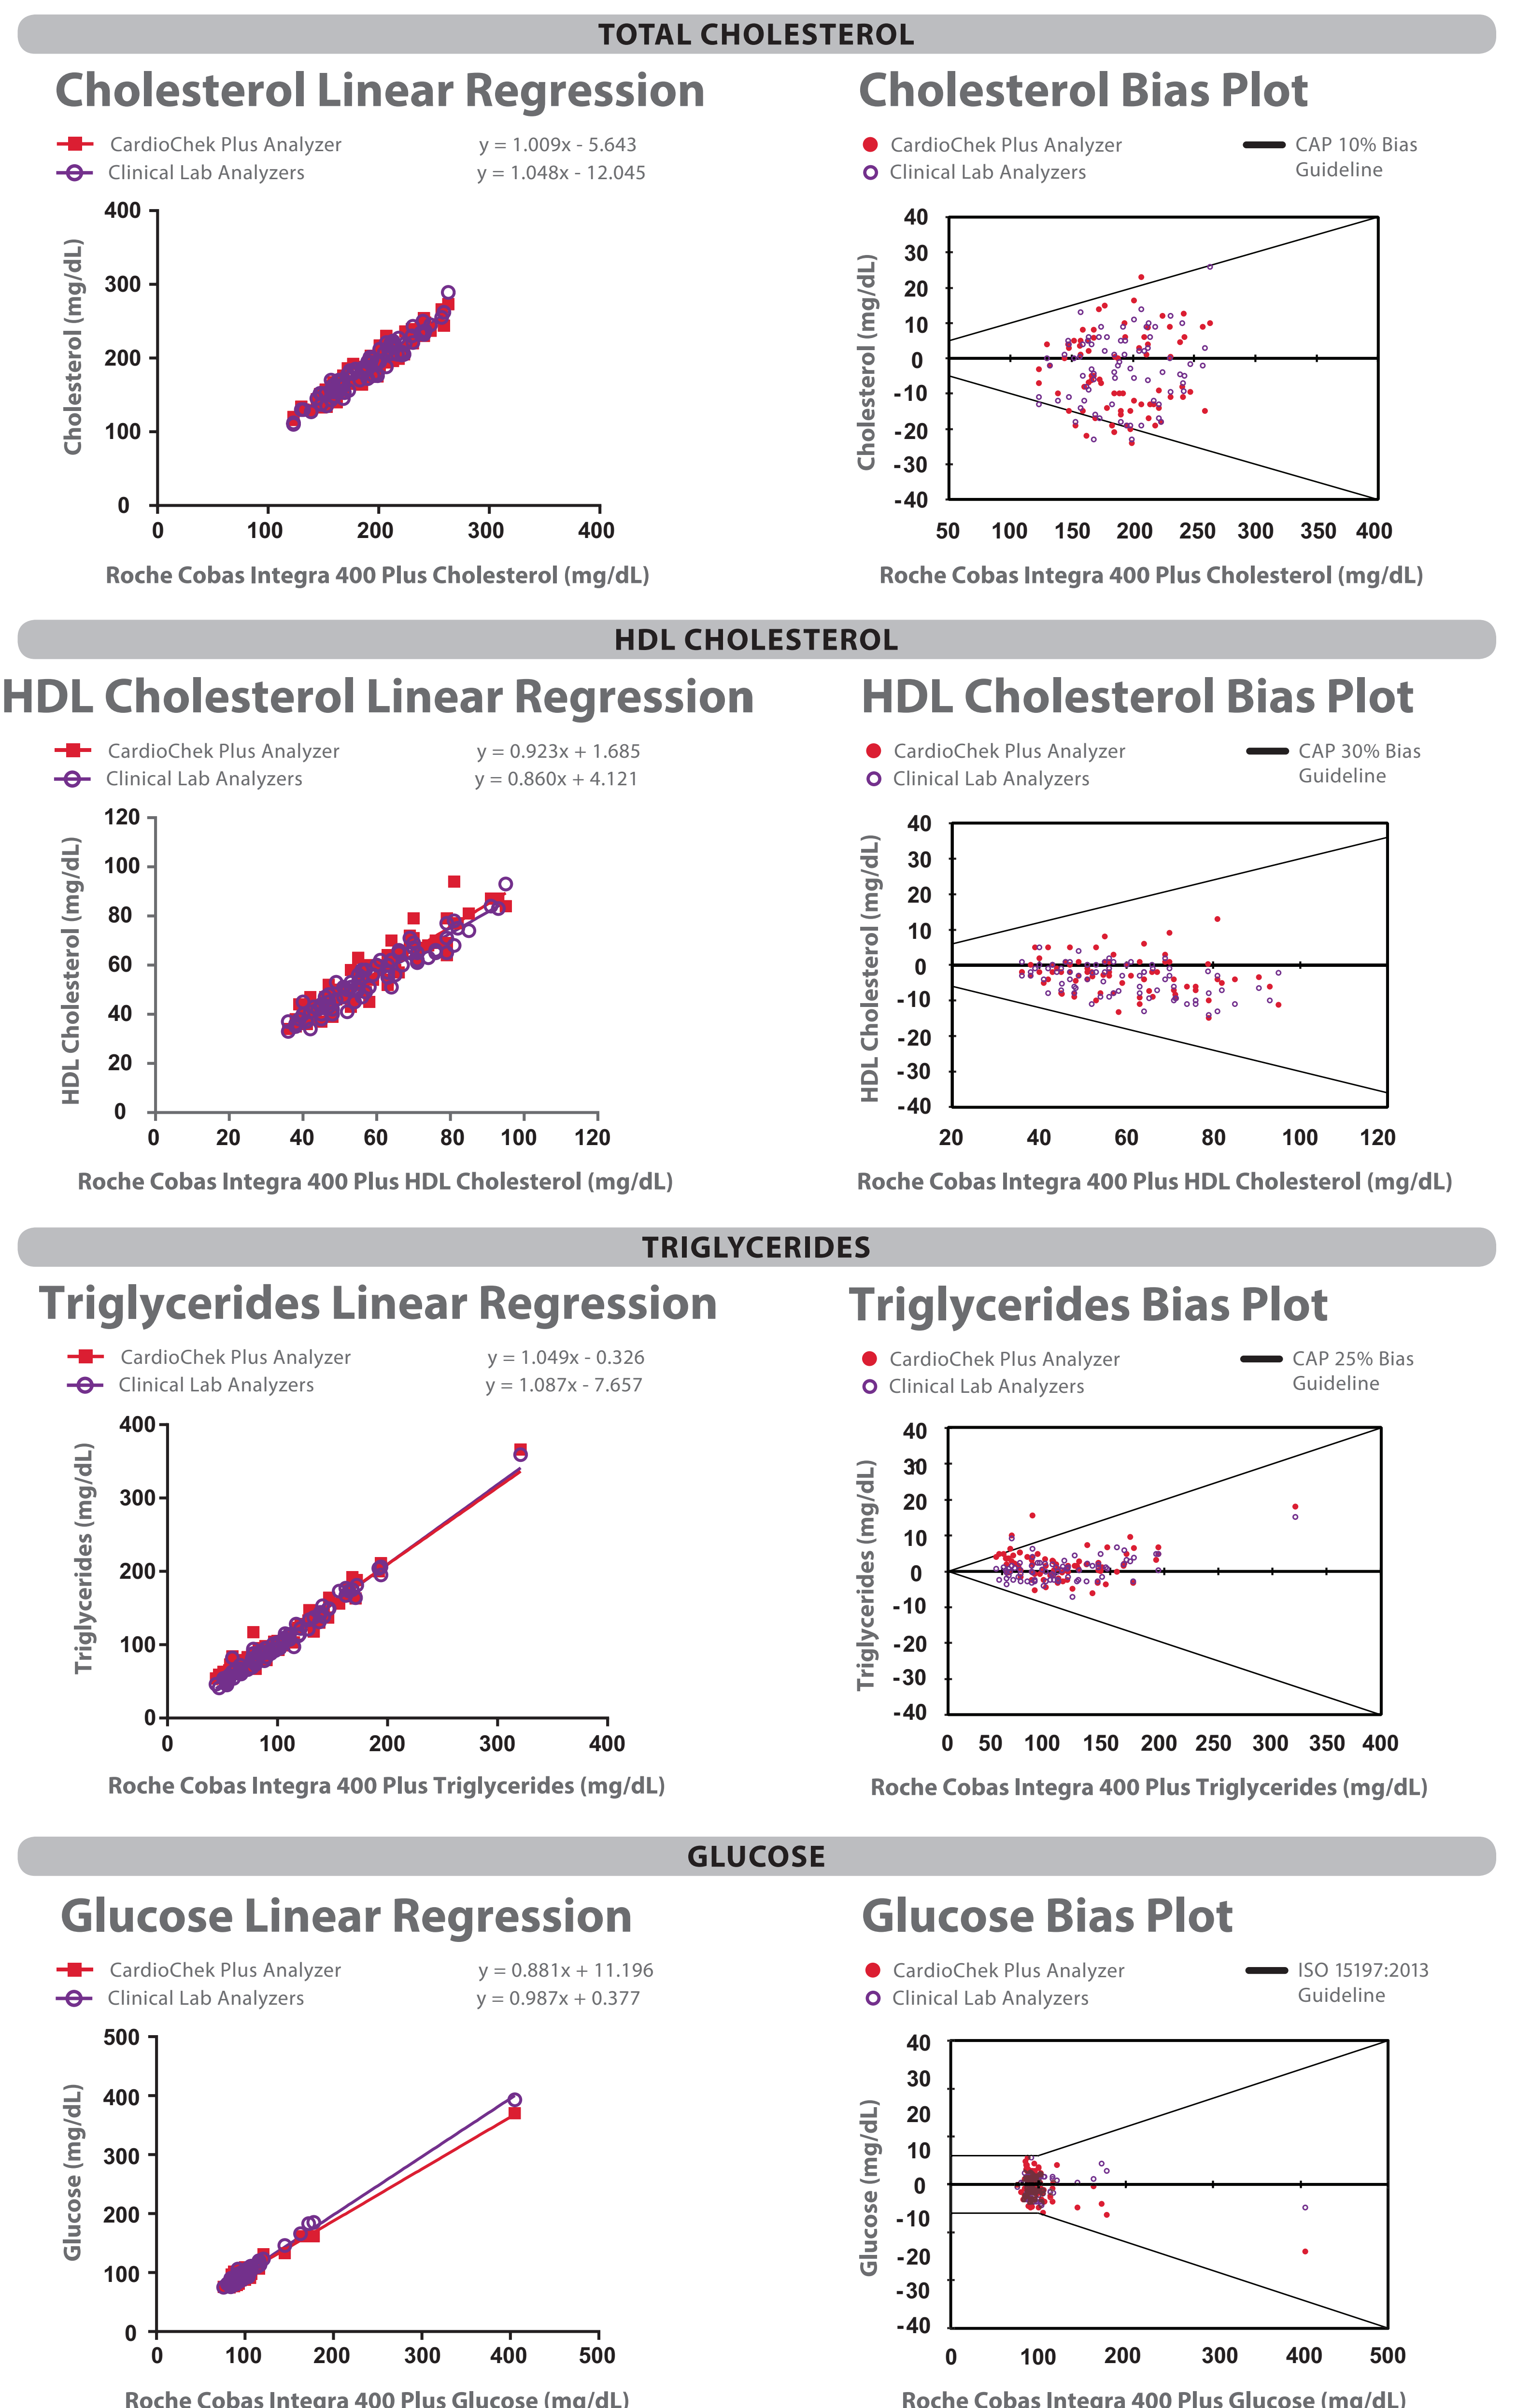 TOTAL CHOLESTEROL
Cholesterol Linear Regression
CardioChek Plus Analyzer y = 1.009x - 5.643
Clinical Lab Analyzers y = 1.048x - 12.045
400
300
200
100
0
Cholesterol (mg/dL)
0 100 200 300 400
Roche Cobas Integra 400 Plus Cholesterol (mg/dL)
Cholesterol Bias Plot
CardioChek Plus Analyzer
Clinical Lab Analyzers
CAP 10% Bias
Guideline
40
30
20
10
0
-10
-20
-30
-40
Cholesterol (mg/dL)
50 100 150 200 250 300 350 400
Roche Cobas Integra 400 Plus Cholesterol (mg/dL)
HDL CHOLESTEROL
HDL Cholesterol Linear Regression
CardioChek Plus Analyzer y = 0.923x + 1.685
Clinical Lab Analyzers y = 0.860x + 4.121
120
100
80
60
40
20
0
HDL Cholesterol (mg/dL)
0 20 40 60 80 100 120
Roche Cobas Integra 400 Plus HDL Cholesterol (mg/dL)
HDL Cholesterol Bias Plot
CardioChek Plus Analyzer
Clinical Lab Analyzers
CAP 30% Bias
Guideline
40
30
20
10
0
-10
-20
-30
-40
HDL Cholesterol (mg/dL)
20 40 60 80 100 120
Roche Cobas Integra 400 Plus HDL Cholesterol (mg/dL)
TRIGLYCERIDES
Triglycerides Linear Regression
CardioChek Plus Analyzer y = 1.049x - 0.326
Clinical Lab Analyzers y = 1.087x - 7.657
400
300
200
100
0
Triglycerides (mg/dL)
0 100 200 300 400
Roche Cobas Integra 400 Plus Triglycerides (mg/dL)
Triglycerides Bias Plot
CardioChek Plus Analyzer
Clinical Lab Analyzers
CAP 25% Bias
Guideline
40
30
20
10
0
-10
-20
-30
-40
Triglycerides (mg/dL)
0 50 100 150 200 250 300 350 400
Roche Cobas Integra 400 Plus Triglycerides (mg/dL)
GLUCOSE
Glucose Linear Regression
CardioChek Plus Analyzer y = 0.881x + 11.196
Clinical Lab Analyzers y = 0.987x + 0.377
500
400
300
200
100
0
Glucose (mg/dL)
0 100 200 300 400 500
Roche Cobas Integra 400 Plus Glucose (mg/dL)
Glucose Bias Plot
CardioChek Plus Analyzer
Clinical Lab Analyzers
ISO 15197:2013
Guideline
40
30
20
10
0
-10
-20
-30
-40
Glucose (mg/dL)
0 100 200 300 400 500
Roche Cobas Integra 400 Plus Glucose (mg/dL)